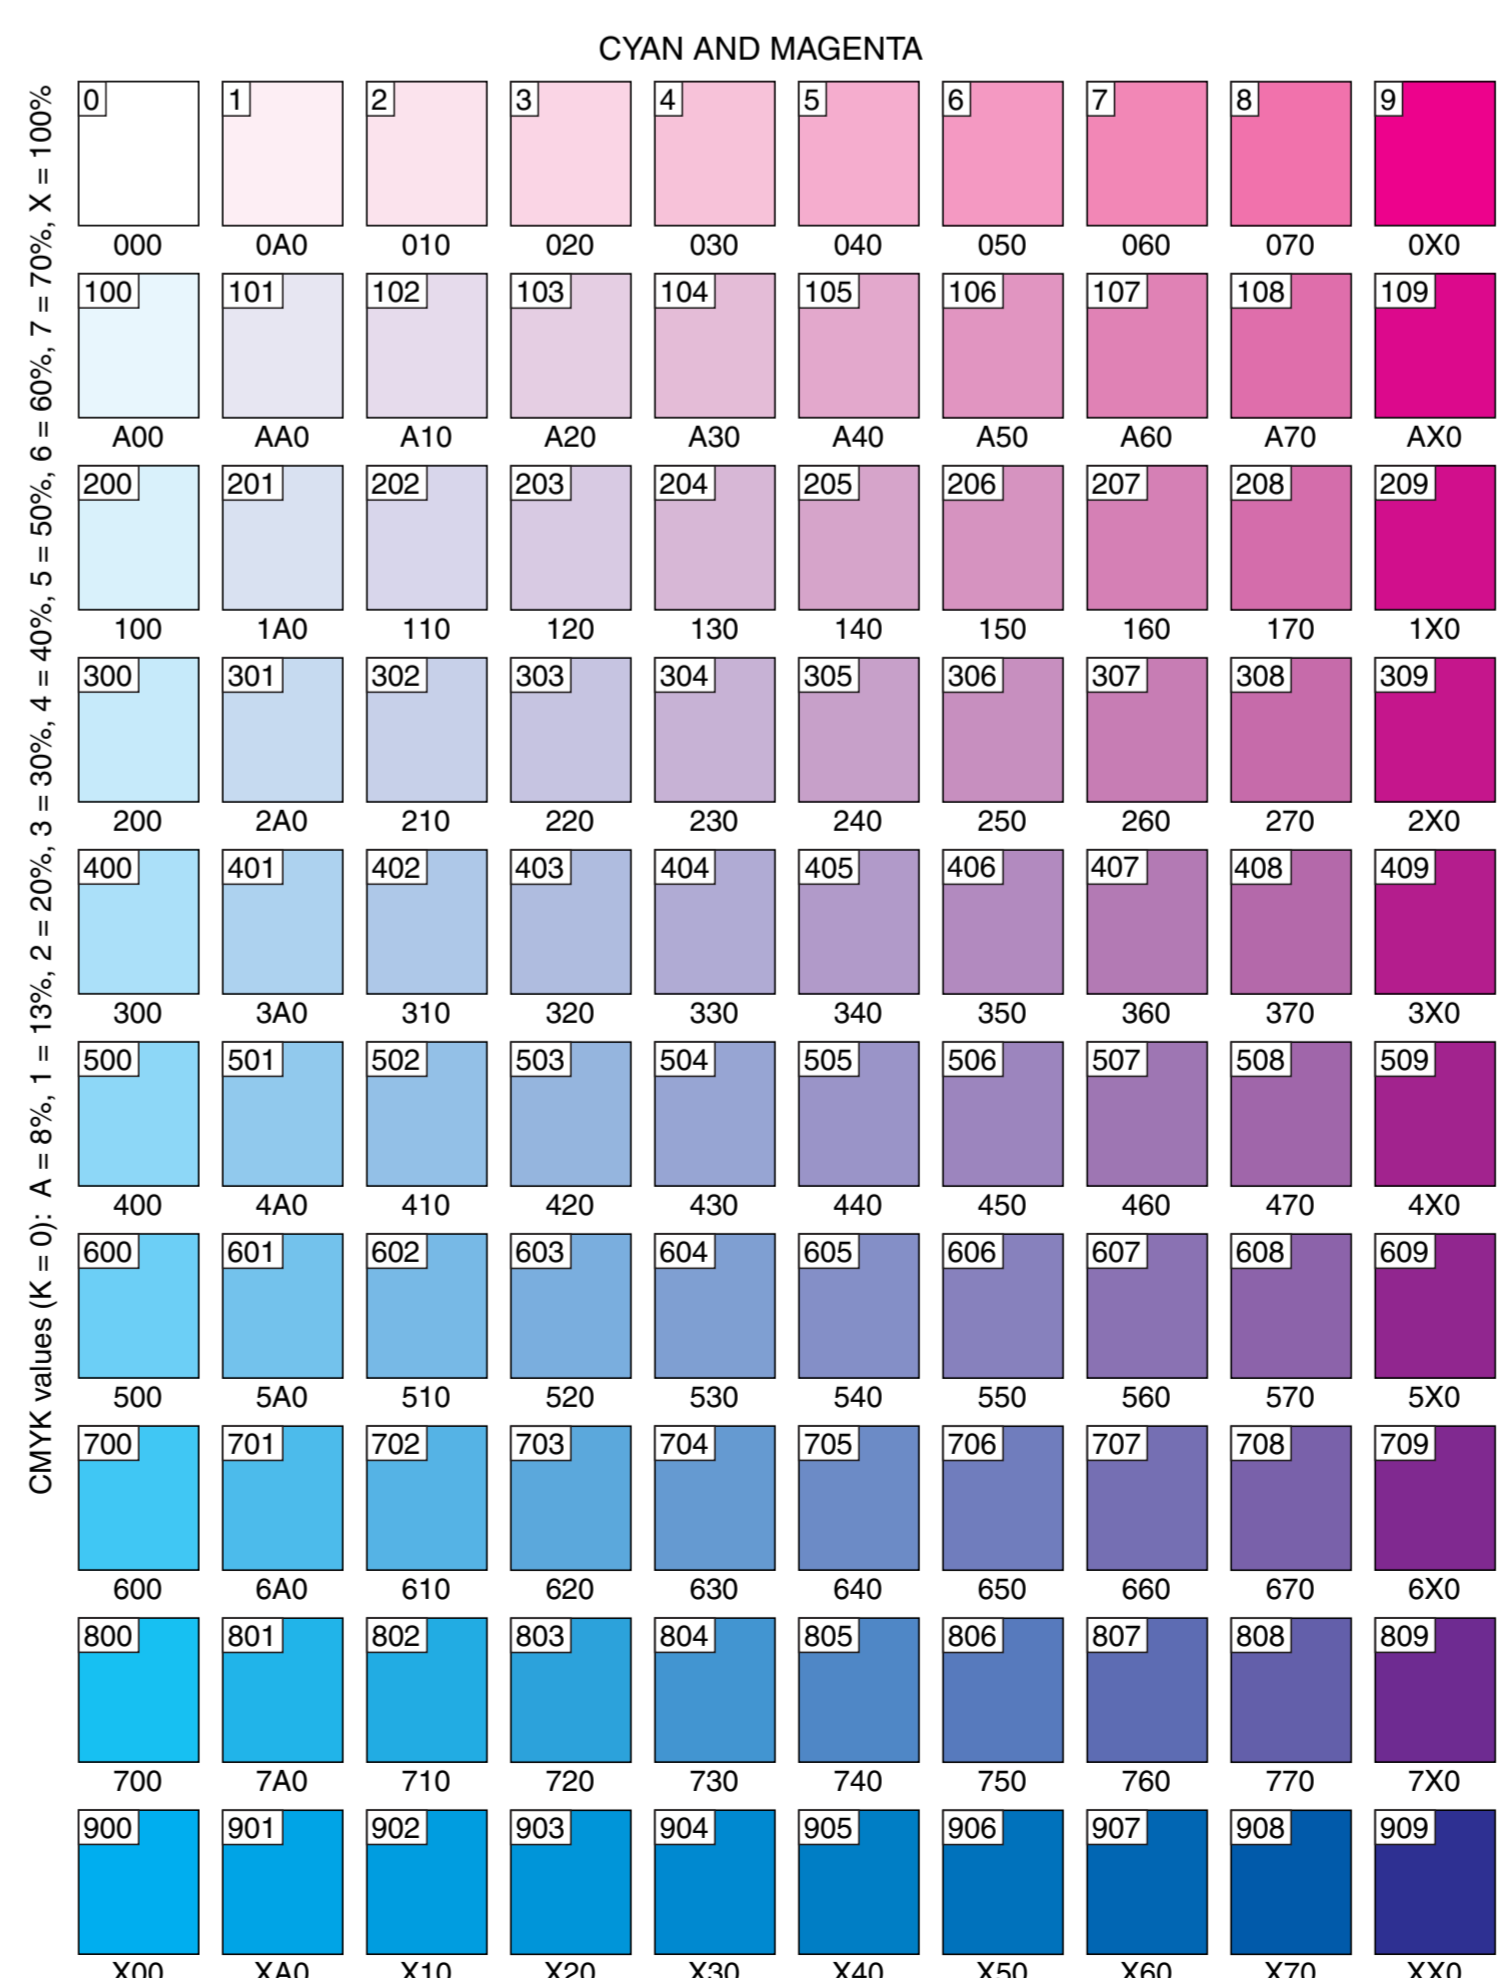 CYAN AND MAGENTA
CMYK values (K = 0): A = 8%, 1 = 13%, 2 = 20%, 3 = 30%, 4 = 40%, 5 = 50%, 6 = 60%, 7 = 70%, X = 100%
0 1 2 3 4 5 6 7 8 9
000 0A0 010 020 030 040 050 060 070 0X0
100 101 102 103 104 105 106 107 108 109
A00 AA0 A10 A20 A30 A40 A50 A60 A70 AX0
200 201 202 203 204 205 206 207 208 209
100 1A0 110 120 130 140 150 160 170 1X0
300 301 302 303 304 305 306 307 308 309
200 2A0 210 220 230 240 250 260 270 2X0
400 401 402 403 404 405 406 407 408 409
300 3A0 310 320 330 340 350 360 370 3X0
500 501 502 503 504 505 506 507 508 509
400 4A0 410 420 430 440 450 460 470 4X0
600 601 602 603 604 605 606 607 608 609
500 5A0 510 520 530 540 550 560 570 5X0
700 701 702 703 704 705 706 707 708 709
600 6A0 610 620 630 640 650 660 670 6X0
800 801 802 803 804 805 806 807 808 809
700 7A0 710 720 730 740 750 760 770 7X0
900 901 902 903 904 905 906 907 908 909
X00 XA0 X10 X20 X30 X40 X50 X60 X70 XX0